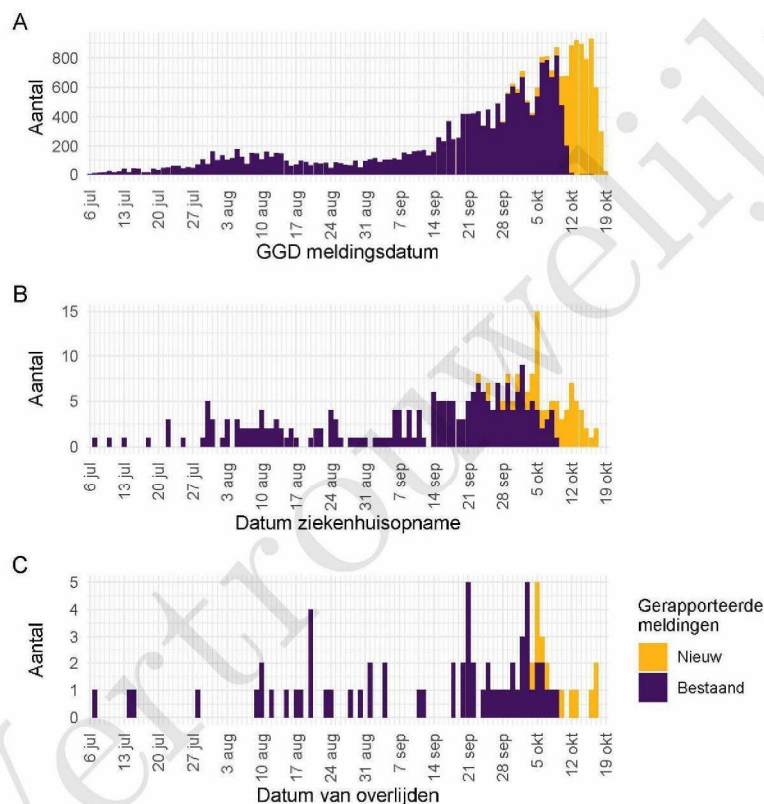 A
Aantal
800
600
400
200
0
6 jul
13 jul
20 jul
27 jul
3 aug
10 aug
17 aug
24 aug
31 aug
7 sep
14 sep
21 sep
28 sep
5 okt
12 okt
19 okt
GGD meldingsdatum
B
Aantal
15
10
5
0
6 jul
13 jul
20 jul
27 jul
3 aug
10 aug
17 aug
24 aug
31 aug
7 sep
14 sep
21 sep
28 sep
5 okt
12 okt
19 okt
Datum ziekenhuisopname
C
Aantal
5
4
3
2
1
0
6 jul
13 jul
20 jul
27 jul
3 aug
10 aug
17 aug
24 aug
31 aug
7 sep
14 sep
21 sep
28 sep
5 okt
12 okt
19 okt
Datum van overlijden
Gerapporteerde
meldingen
Nieuw
Bestaand
Vertrouwelijk